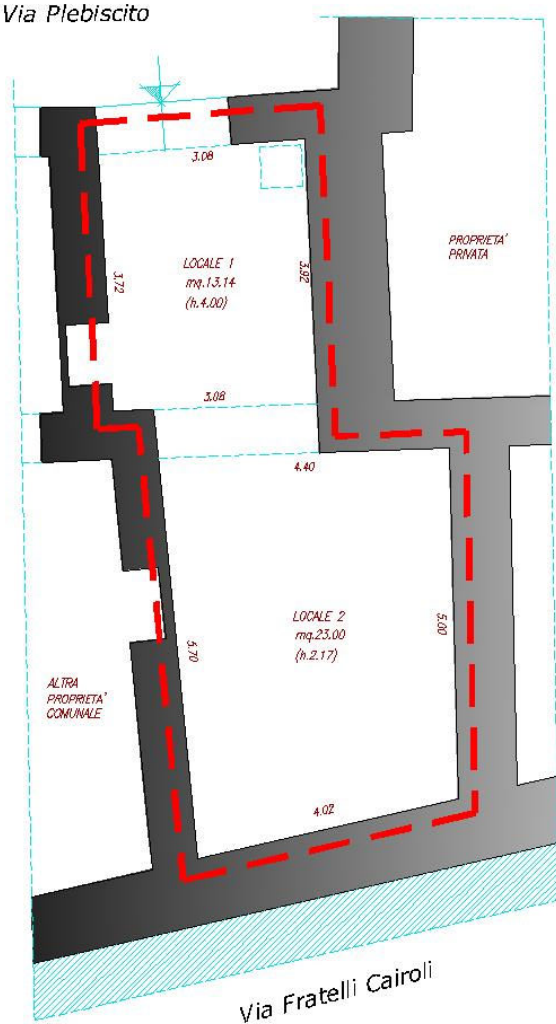 Via Plebiscito
3.08
PROPRIETA'
PRIVATA
LOCALE 1
mq.13.14
(h.4.00)
3.72
3.92
3.08
4.40
LOCALE 2
mq.23.00
(h.2.17)
5.70
5.00
ALTRA
PROPRIETA'
COMUNALE
4.02
Via Fratelli Cairoli